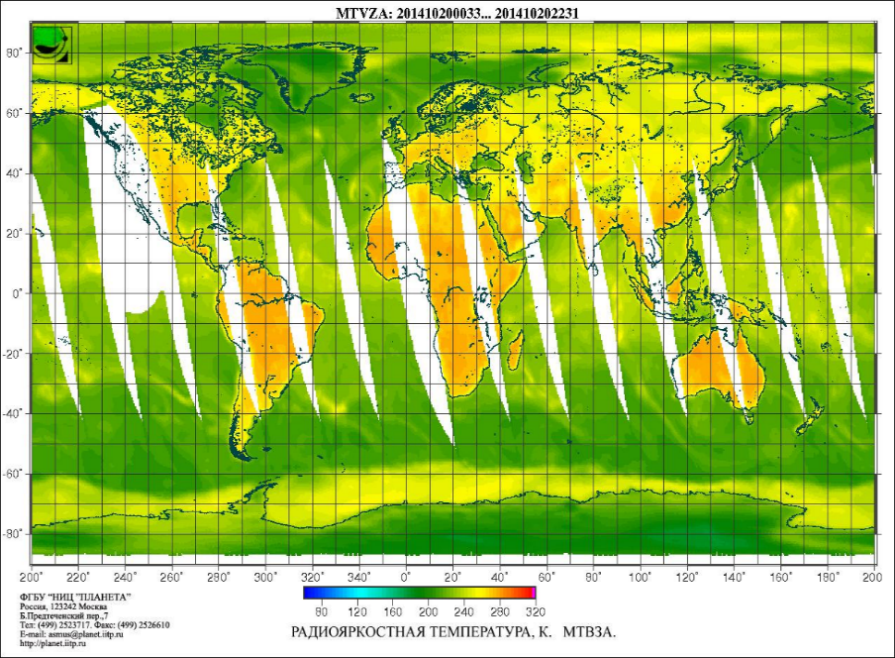 MTVZA: 201410200033... 201410202231
80°
60°
40°
20°
0°
-20°
-40°
-60°
-80°
200° 220° 240° 260° 280° 300° 320° 340° 0° 20° 40° 60° 80° 100° 120° 140° 160° 180° 200°
80 120 160 200 240 280 320
РАДИОЯРКОСТНАЯ ТЕМПЕРАТУРА, К. МТВЗА.
ФГБУ "НИЦ "ПЛАНЕТА"
Россия, 123242 Москва
Б.Предтеченский пер.,7
Тел: (499) 2523717. Факс: (499) 2526610
E-mail: asmus@planet.iitp.ru
http://planet.iitp.ru